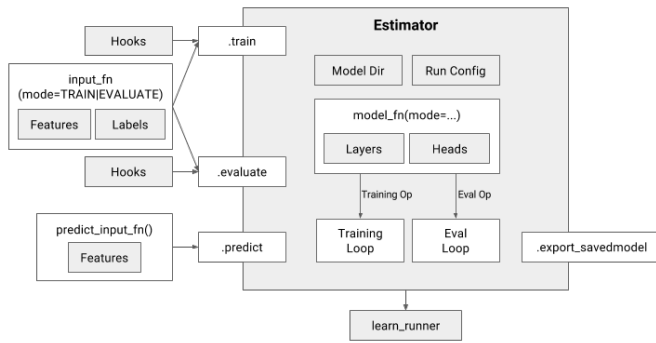 Estimator
Hooks
.train
Model Dir
Run Config
input_fn
(mode=TRAIN|EVALUATE)
Features
Labels
model_fn(mode=...)
Layers
Heads
Hooks
.evaluate
Training Op
Eval Op
predict_input_fn()
Features
.predict
Training
Loop
Eval
Loop
.export_savedmodel
learn_runner